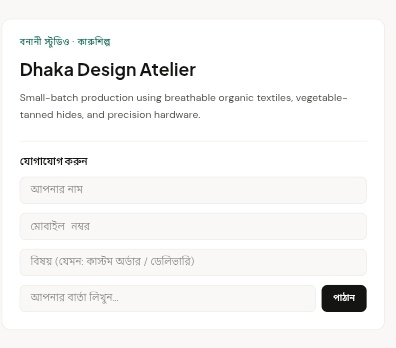 বনানী স্টুডিও · কারুশিল্প
Dhaka Design Atelier
Small-batch production using breathable organic textiles, vegetable-
tanned hides, and precision hardware.
যোগাযোগ করুন
আপনার নাম
মোবাইল নম্বর
বিষয় (যেমন: কাস্টম অর্ডার / ডেলিভারি)
আপনার বার্তা লিখুন...
পাঠান